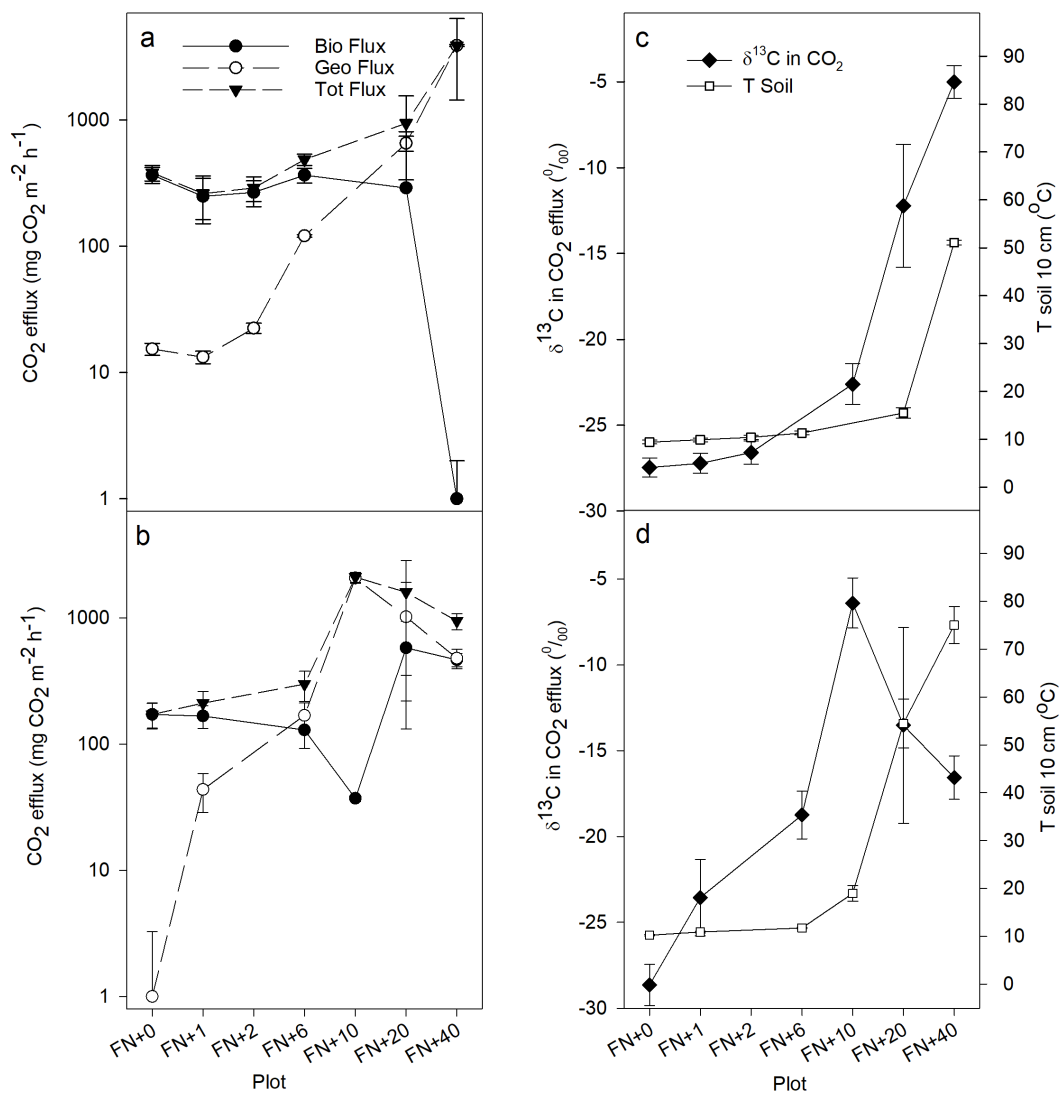 a
Bio Flux
Geo Flux
Tot Flux
1000
100
10
1
CO2 efflux (mg CO2 m-2 h-1)
c
δ13C in CO2
T Soil
-5
-10
-15
-20
-25
-30
δ13C in CO2 efflux (0/00)
90
80
70
60
50
40
30
20
10
0
T soil 10 cm (oC)
b
1000
100
10
1
CO2 efflux (mg CO2 m-2 h-1)
FN+0
FN+1
FN+2
FN+6
FN+10
FN+20
FN+40
Plot
d
-5
-10
-15
-20
-25
-30
δ13C in CO2 efflux (0/00)
90
80
70
60
50
40
30
20
10
0
T soil 10 cm (oC)
FN+0
FN+1
FN+2
FN+6
FN+10
FN+20
FN+40
Plot